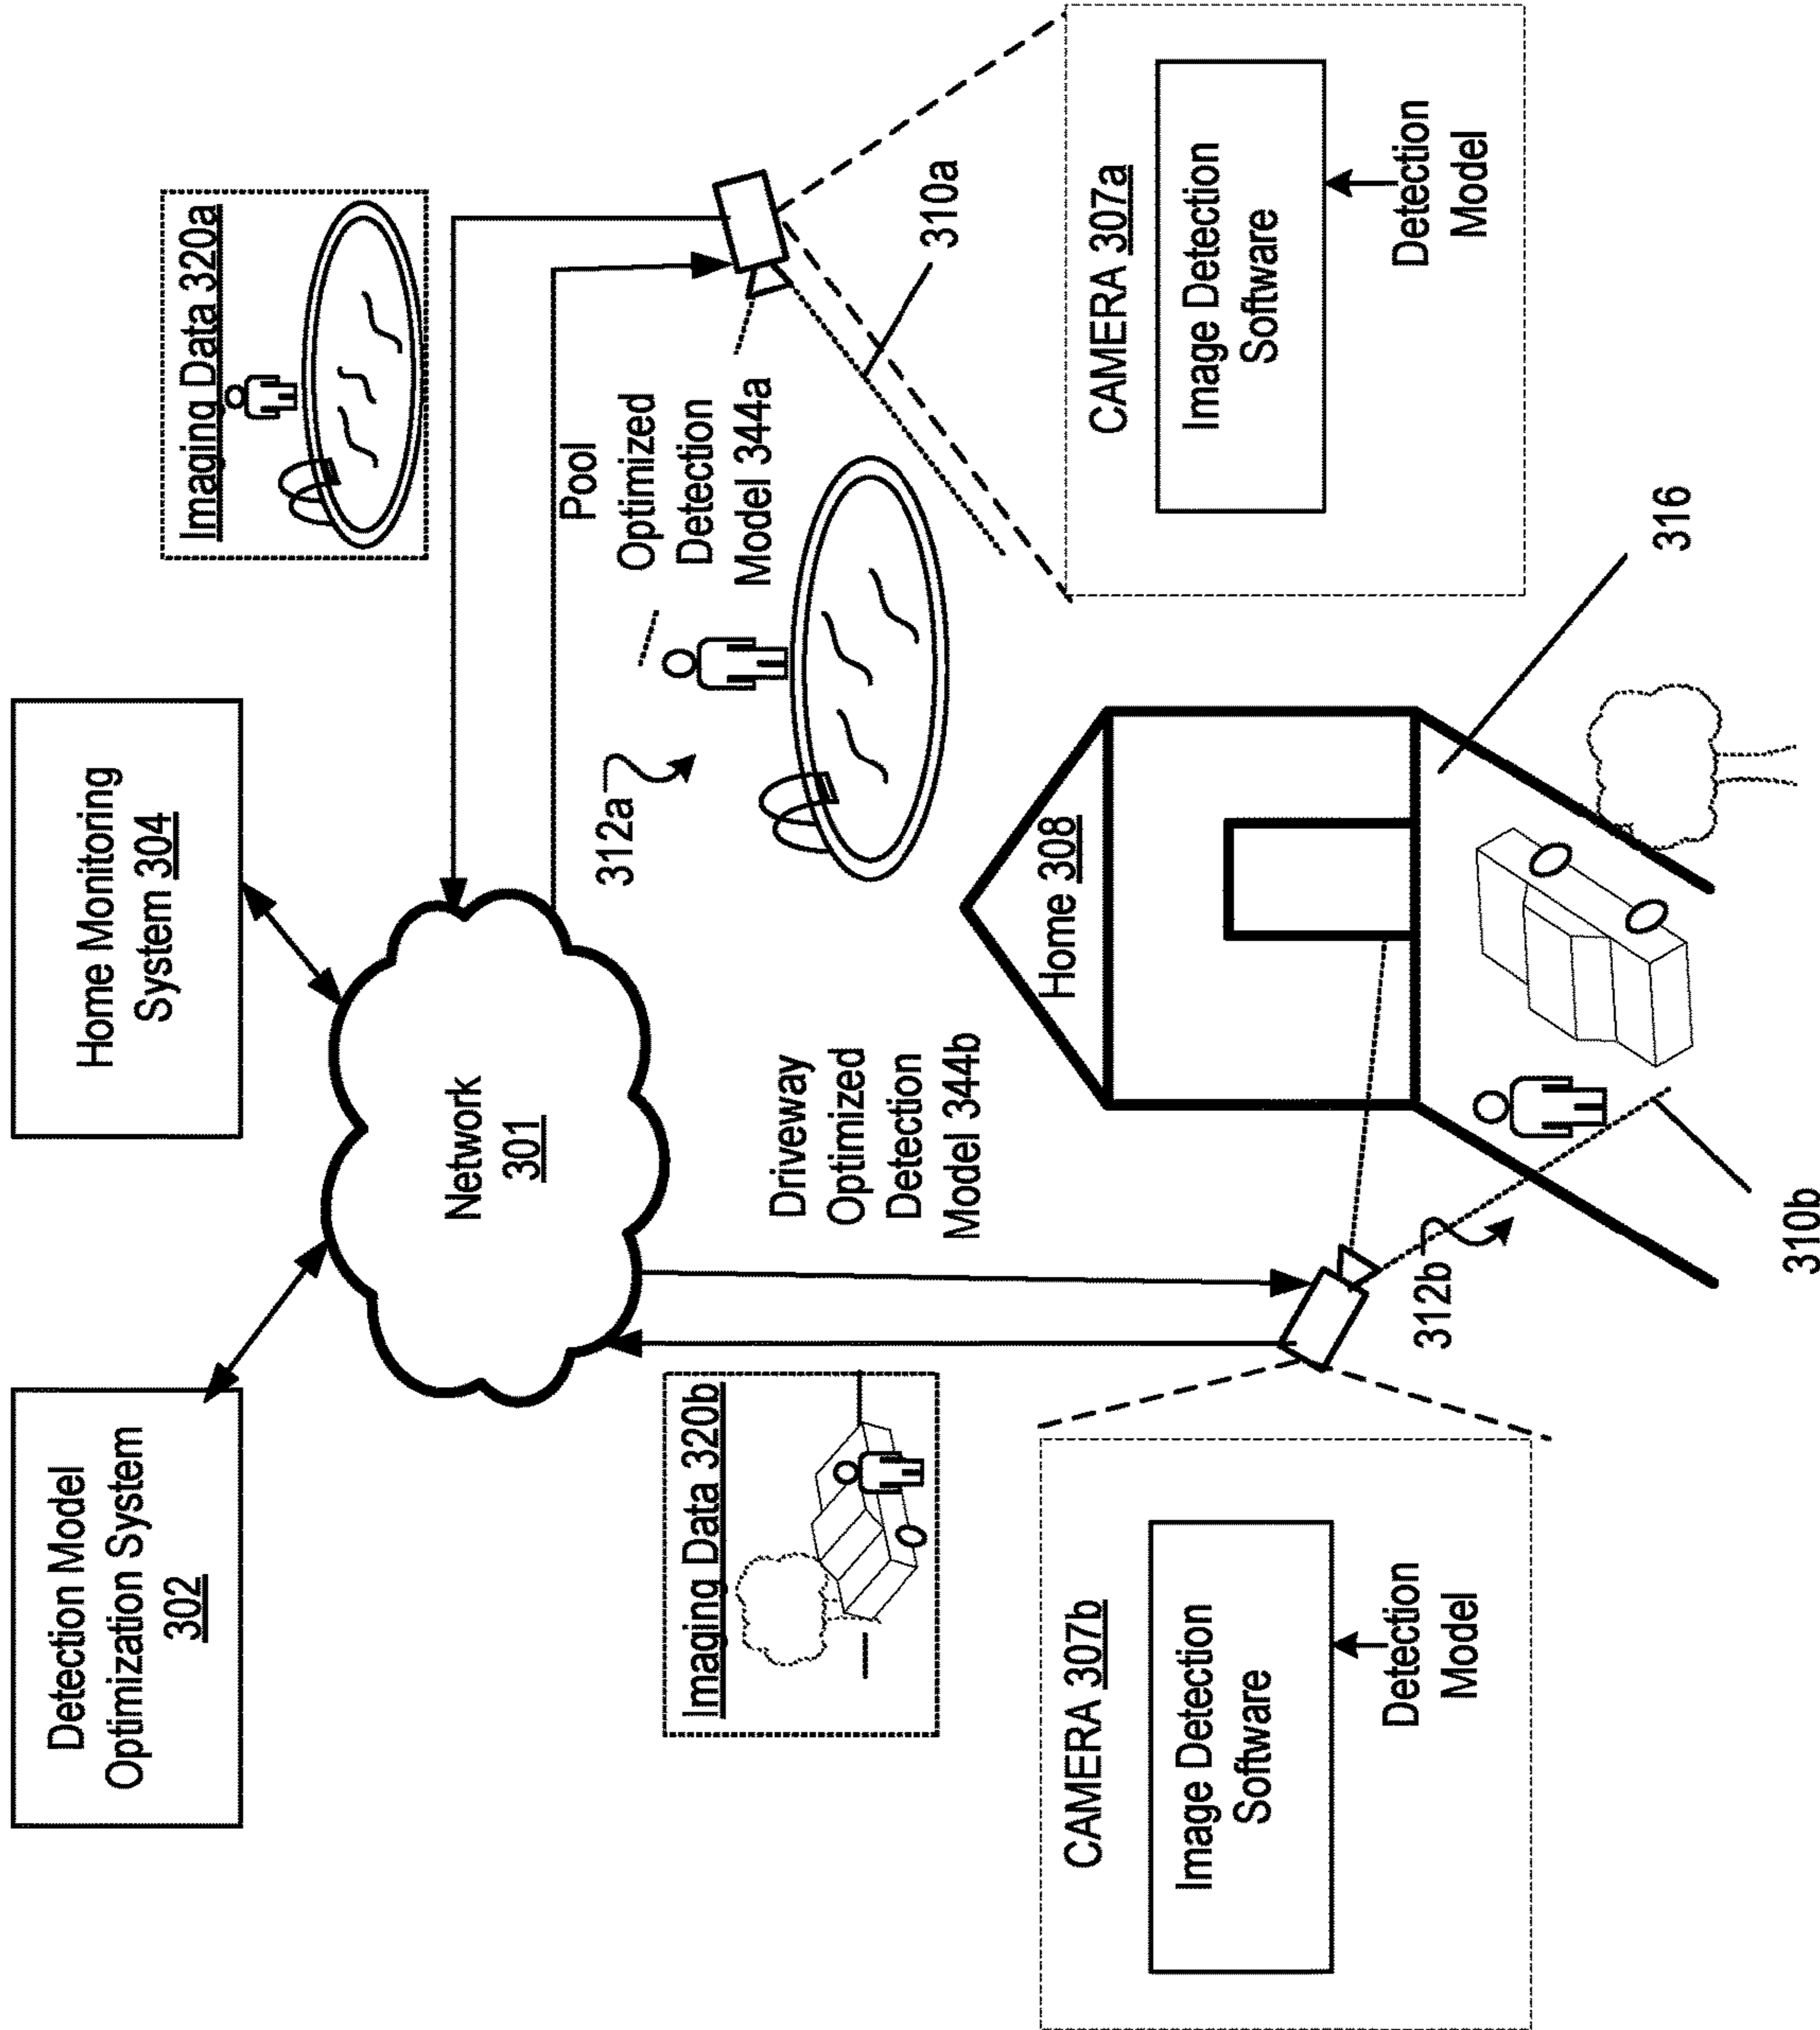 Detection Model
Optimization System
302
Home Monitoring
System 304
Network
301
Imaging Data 320a
Imaging Data 320b
Pool
Optimized
Detection
Model 344a
Driveway
Optimized
Detection
Model 344b
312a
310a
Home 308
316
312b
310b
CAMERA 307b
Image Detection
Software
Detection
Model
CAMERA 307a
Image Detection
Software
Detection
Model